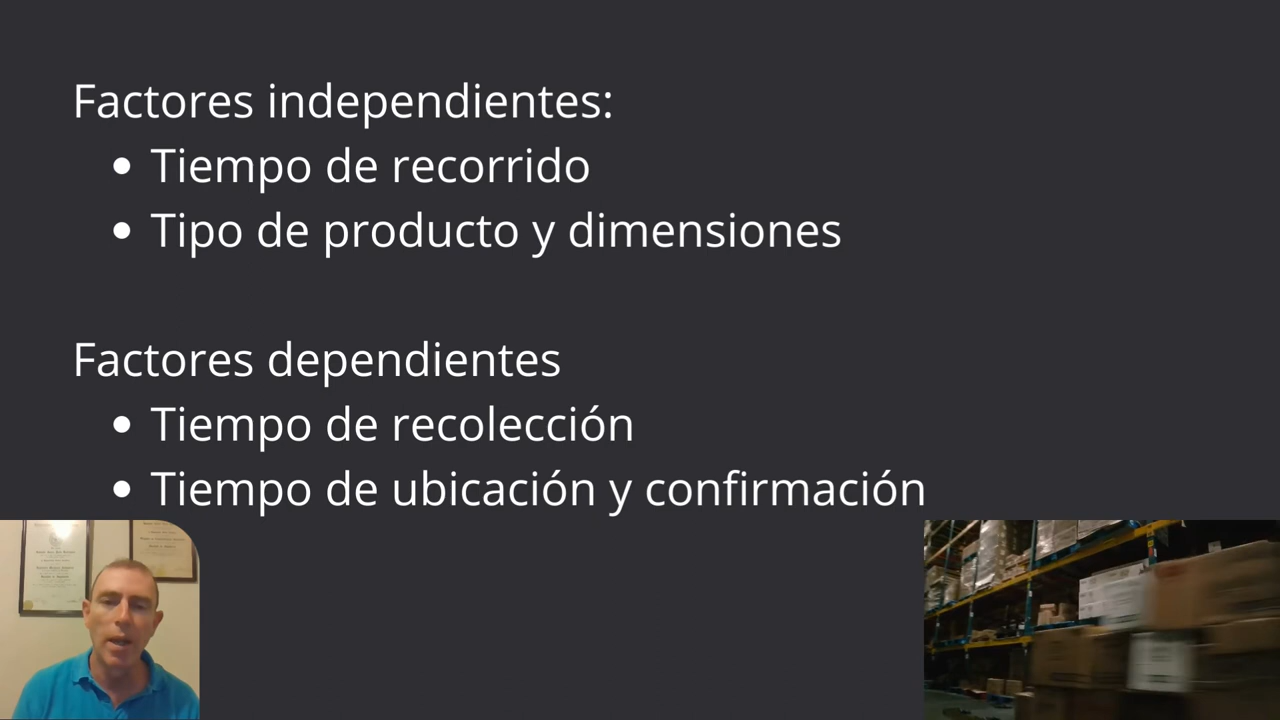 Factores independientes:
• Tiempo de recorrido
• Tipo de producto y dimensiones
Factores dependientes
• Tiempo de recolección
• Tiempo de ubicación y confirmación